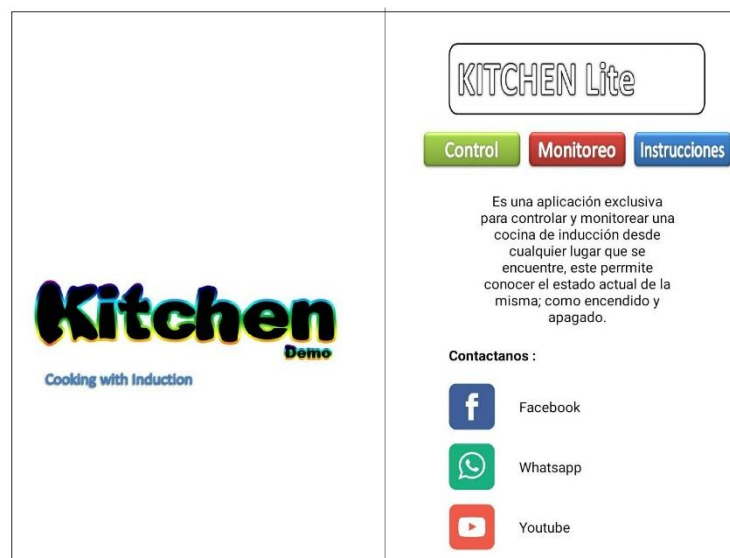 Kitchen
Demo
Cooking with Induction
KITCHEN Lite
Control Monitoreo Instrucciones
Es una aplicación exclusiva
para controlar y monitorear una
cocina de inducción desde
cualquier lugar que se
encuentre, este perrmite
conocer el estado actual de la
misma; como encendido y
apagado.
Contactanos :
Facebook
Whatsapp
Youtube